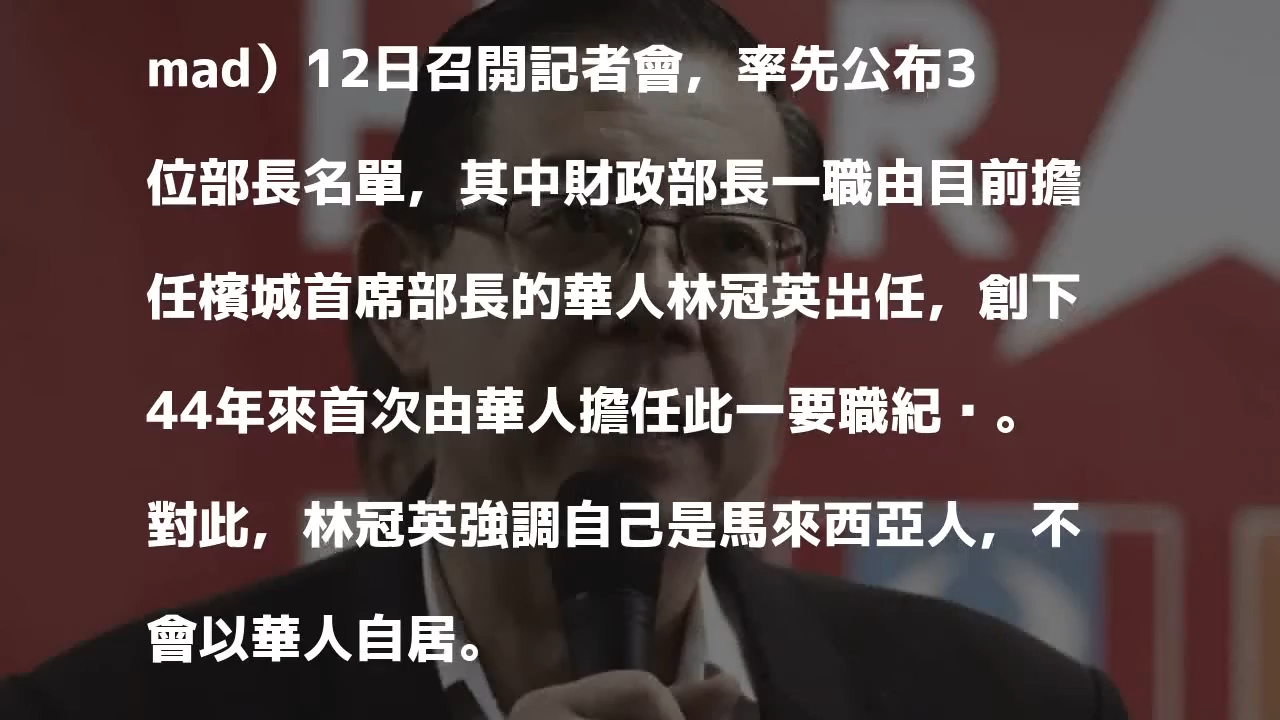 mad）12日召開記者會，率先公布3
位部長名單，其中財政部長一職由目前擔
任檳城首席部長的華人林冠英出任，創下
44年來首次由華人擔任此一要職紀·。
對此，林冠英強調自己是馬來西亞人，不
會以華人自居。